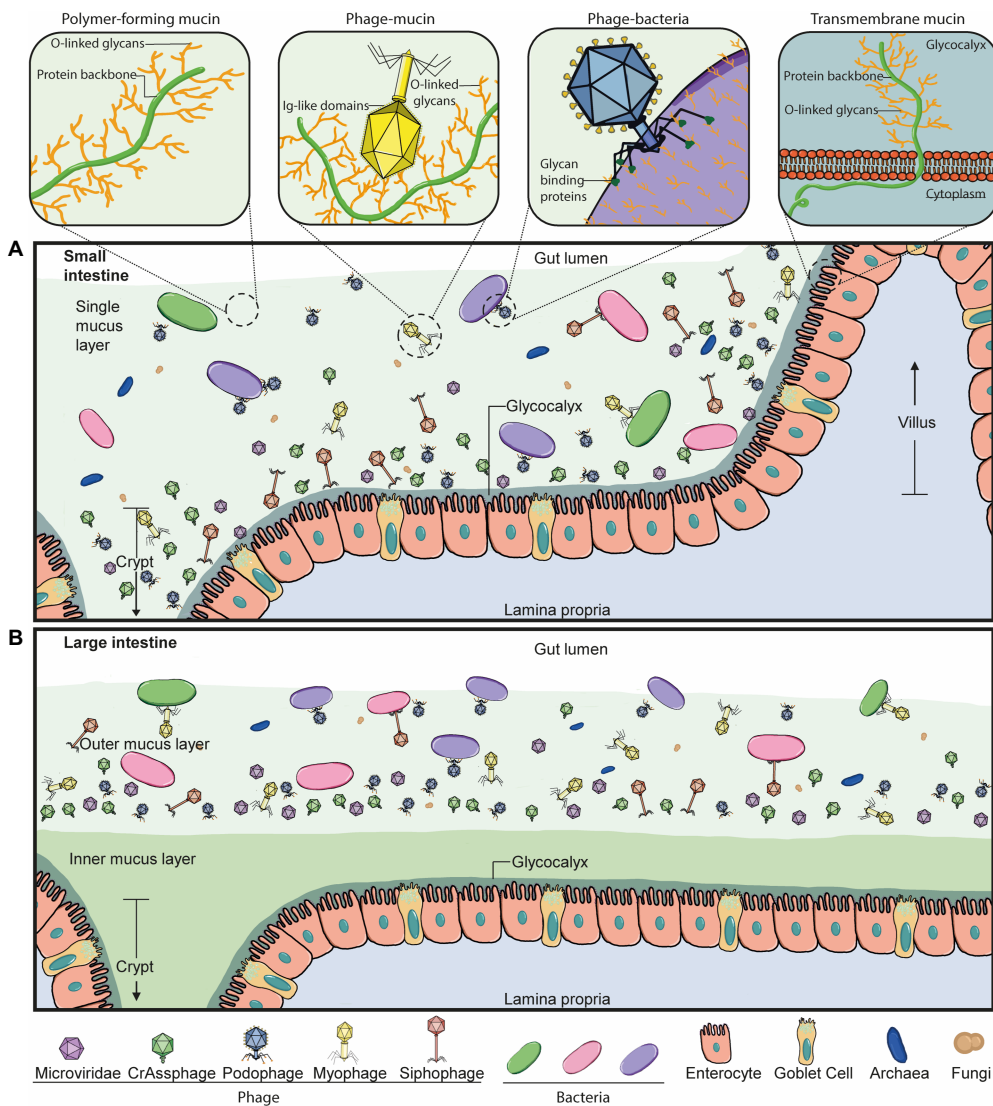 Polymer-forming mucin
Phage-mucin
Phage-bacteria
Transmembrane mucin
O-linked glycans
Protein backbone
Ig-like domains
O-linked
glycans
Glycan
binding
proteins
Glycocalyx
Protein backbone
O-linked glycans
Cytoplasm
A
Small
intestine
Gut lumen
Single
mucus
layer
Glycocalyx
Villus
Crypt
Lamina propria
B
Large intestine
Gut lumen
Outer mucus layer
Inner mucus layer
Glycocalyx
Crypt
Lamina propria
Microviridae
CrAssphage
Podophage
Myophage
Siphophage
Enterocyte
Goblet Cell
Archaea
Fungi
Phage
Bacteria